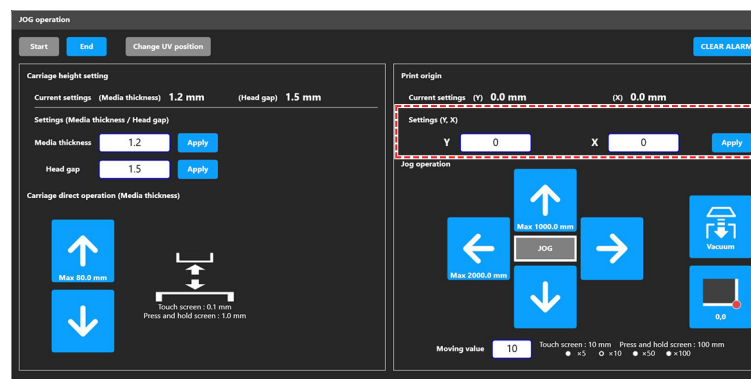 JOG operation
Start End Change UV position CLEAR ALARM
Carriage height setting
Current settings (Media thickness) 1.2 mm (Head gap) 1.5 mm
Settings (Media thickness / Head gap)
Media thickness 1.2 Apply
Head gap 1.5 Apply
Carriage direct operation (Media thickness)
Max 80.0 mm
Touch screen : 0.1 mm
Press and hold screen : 1.0 mm
Print origin
Current settings (Y) 0.0 mm (X) 0.0 mm
Settings (Y, X)
Y 0 X 0 Apply
Jog operation
Max 1000.0 mm
JOG
Max 2000.0 mm
Vacuum
0,0
Moving value 10 Touch screen : 10 mm Press and hold screen : 100 mm
×5 ×10 ×50 ×100